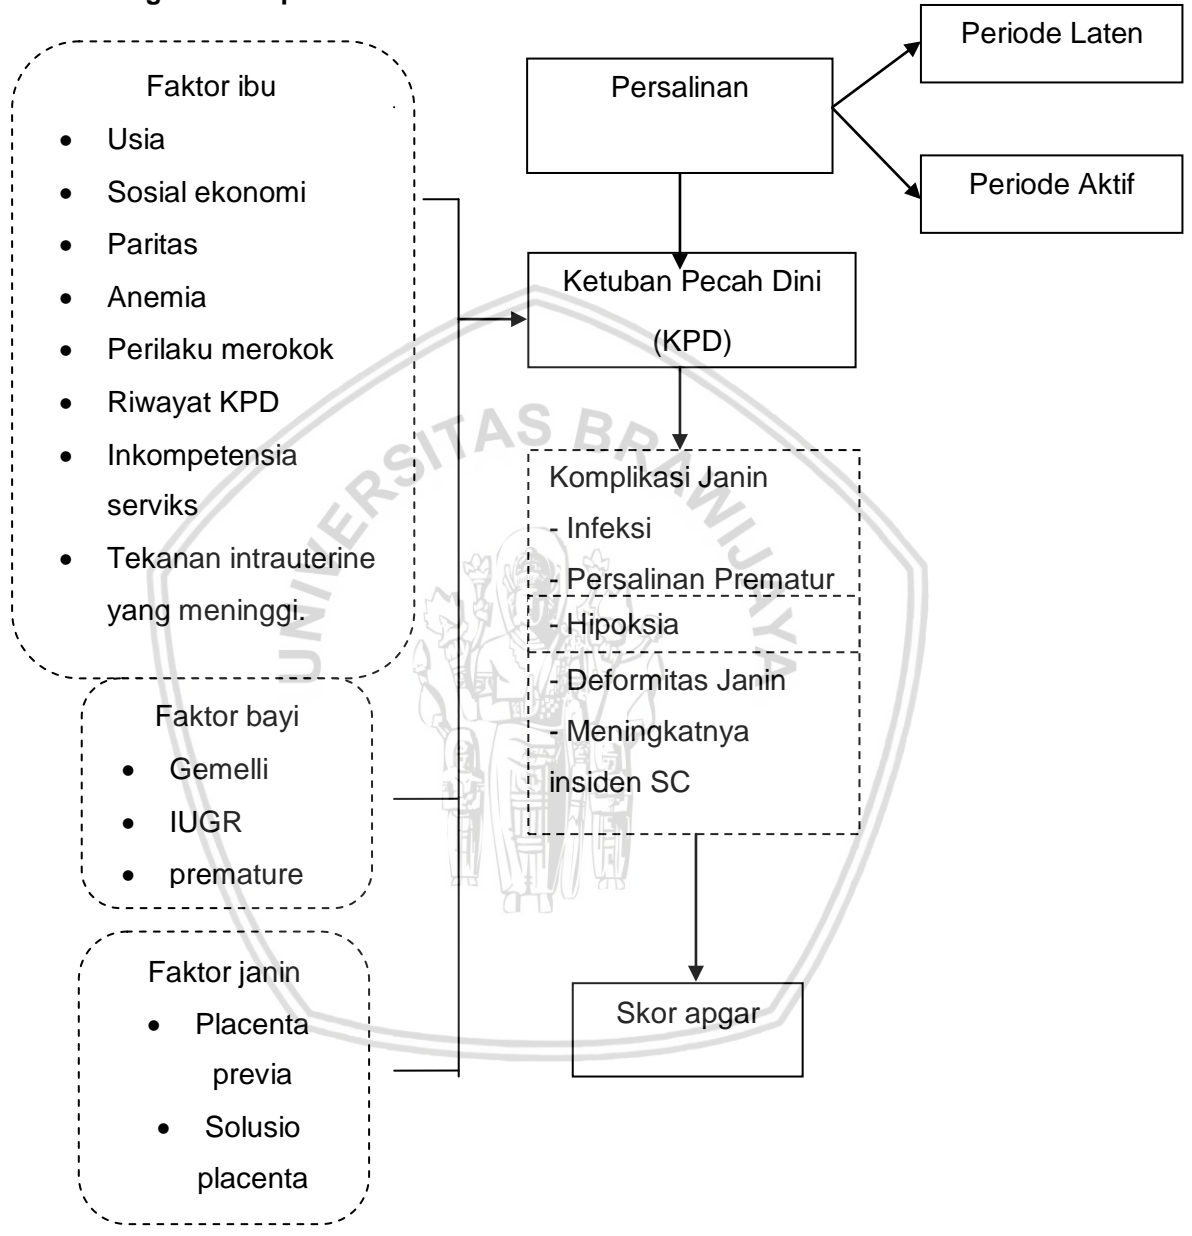 Faktor ibu
• Usia
• Sosial ekonomi
• Paritas
• Anemia
• Perilaku merokok
• Riwayat KPD
• Inkompetensia
serviks
• Tekanan intrauterine
yang meninggi.
Faktor bayi
• Gemelli
• IUGR
• premature
Faktor janin
• Placenta
previa
• Solusio
placenta
Persalinan
Periode Laten
Periode Aktif
Ketuban Pecah Dini
(KPD)
Komplikasi Janin
- Infeksi
- Persalinan Prematur
- Hipoksia
- Deformitas Janin
- Meningkatnya
insiden SC
Skor apgar
UNIVERSITAS BRAWIJAYA